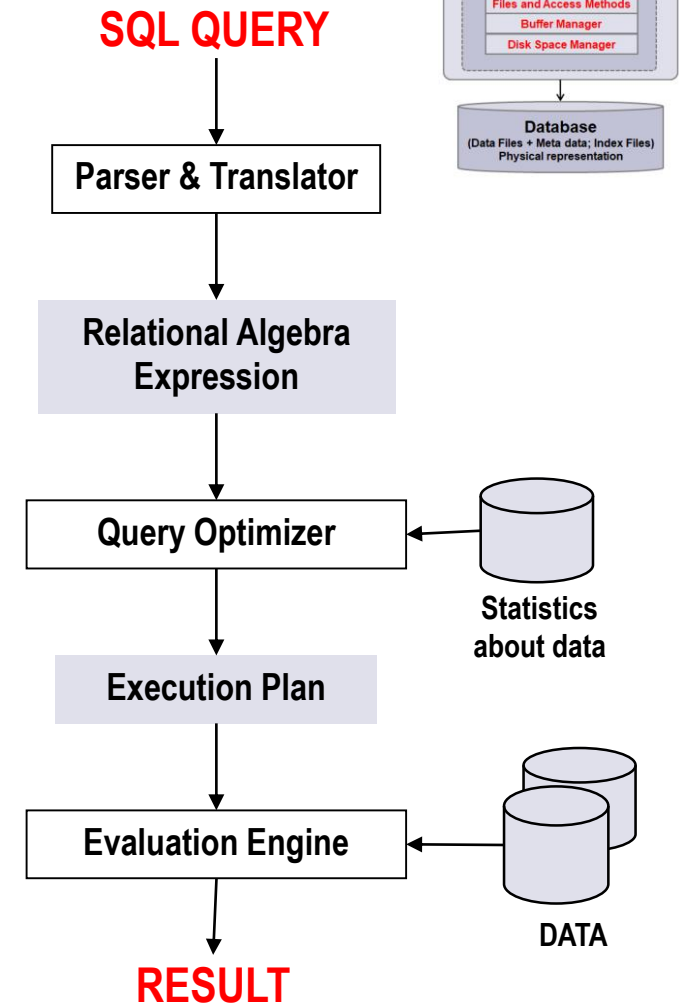 SQL QUERY
Files and Access Methods
Buffer Manager
Disk Space Manager
Database
(Data Files + Meta data; Index Files)
Physical representation
Parser & Translator
Relational Algebra
Expression
Query Optimizer
Statistics
about data
Execution Plan
Evaluation Engine
DATA
RESULT